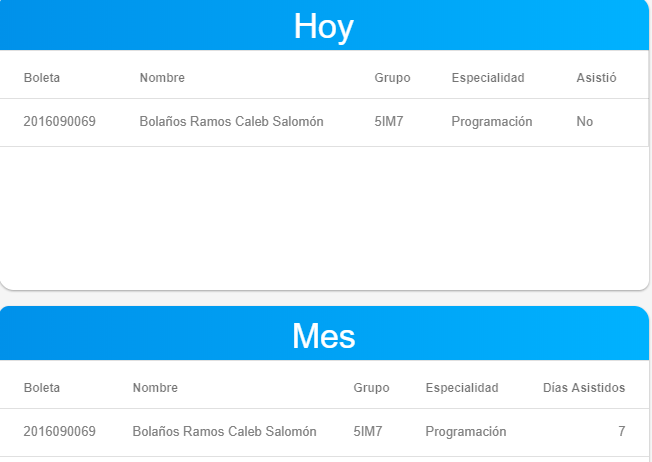 Hoy
Boleta Nombre Grupo Especialidad Asistió
2016090069 Bolaños Ramos Caleb Salomón 5IM7 Programación No
Mes
Boleta Nombre Grupo Especialidad Días Asistidos
2016090069 Bolaños Ramos Caleb Salomón 5IM7 Programación 7